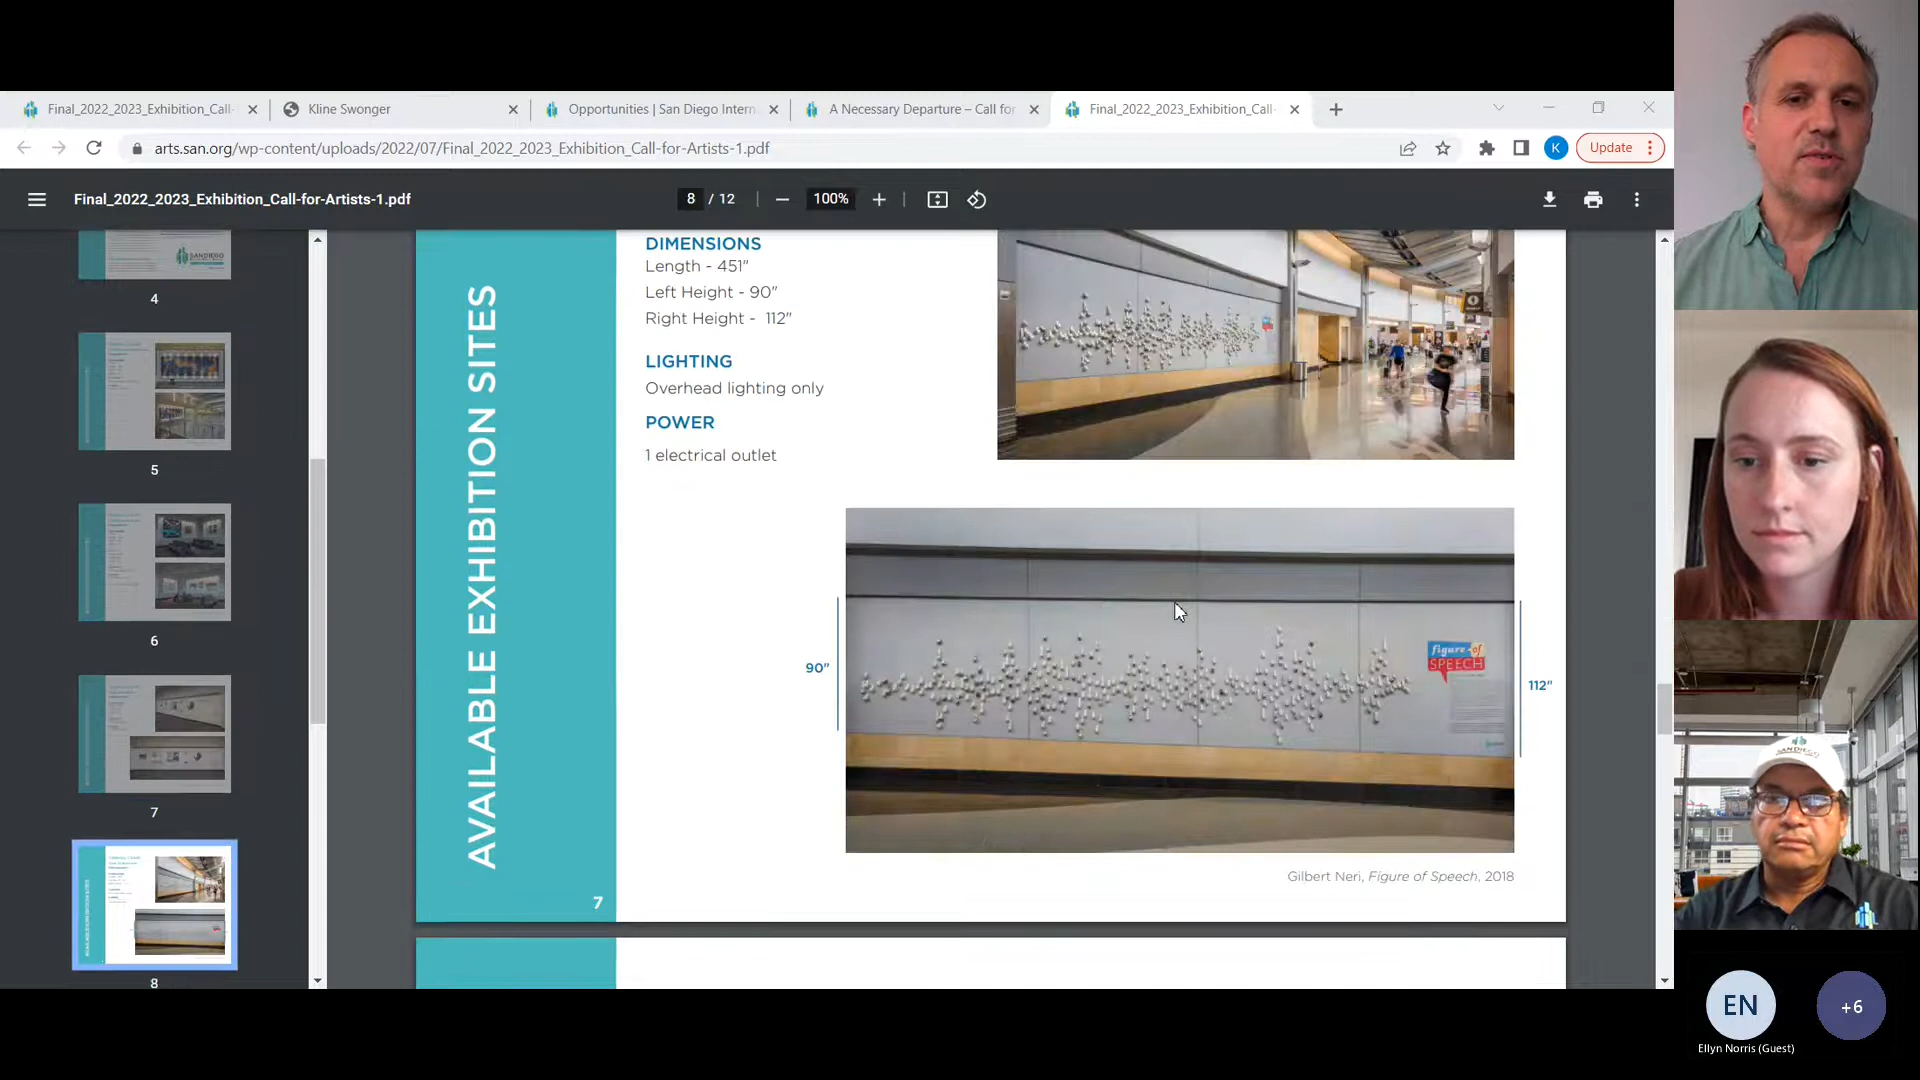 Final_2022_2023_Exhibition_Call-
Kline Swonger
Opportunities | San Diego Intern
A Necessary Departure – Call for
Final_2022_2023_Exhibition_Call-
arts.san.org/wp-content/uploads/2022/07/Final_2022_2023_Exhibition_Call-for-Artists-1.pdf
K
Update
Final_2022_2023_Exhibition_Call-for-Artists-1.pdf
8 / 12
100%
SANDIEGO
4
5
6
7
8
AVAILABLE EXHIBITION SITES
7
DIMENSIONS
Length - 451"
Left Height - 90"
Right Height - 112"
LIGHTING
Overhead lighting only
POWER
1 electrical outlet
90"
figure of
SPEECH
112"
Gilbert Neri, Figure of Speech, 2018
SANDIEGO
EN
+6
Ellyn Norris (Guest)